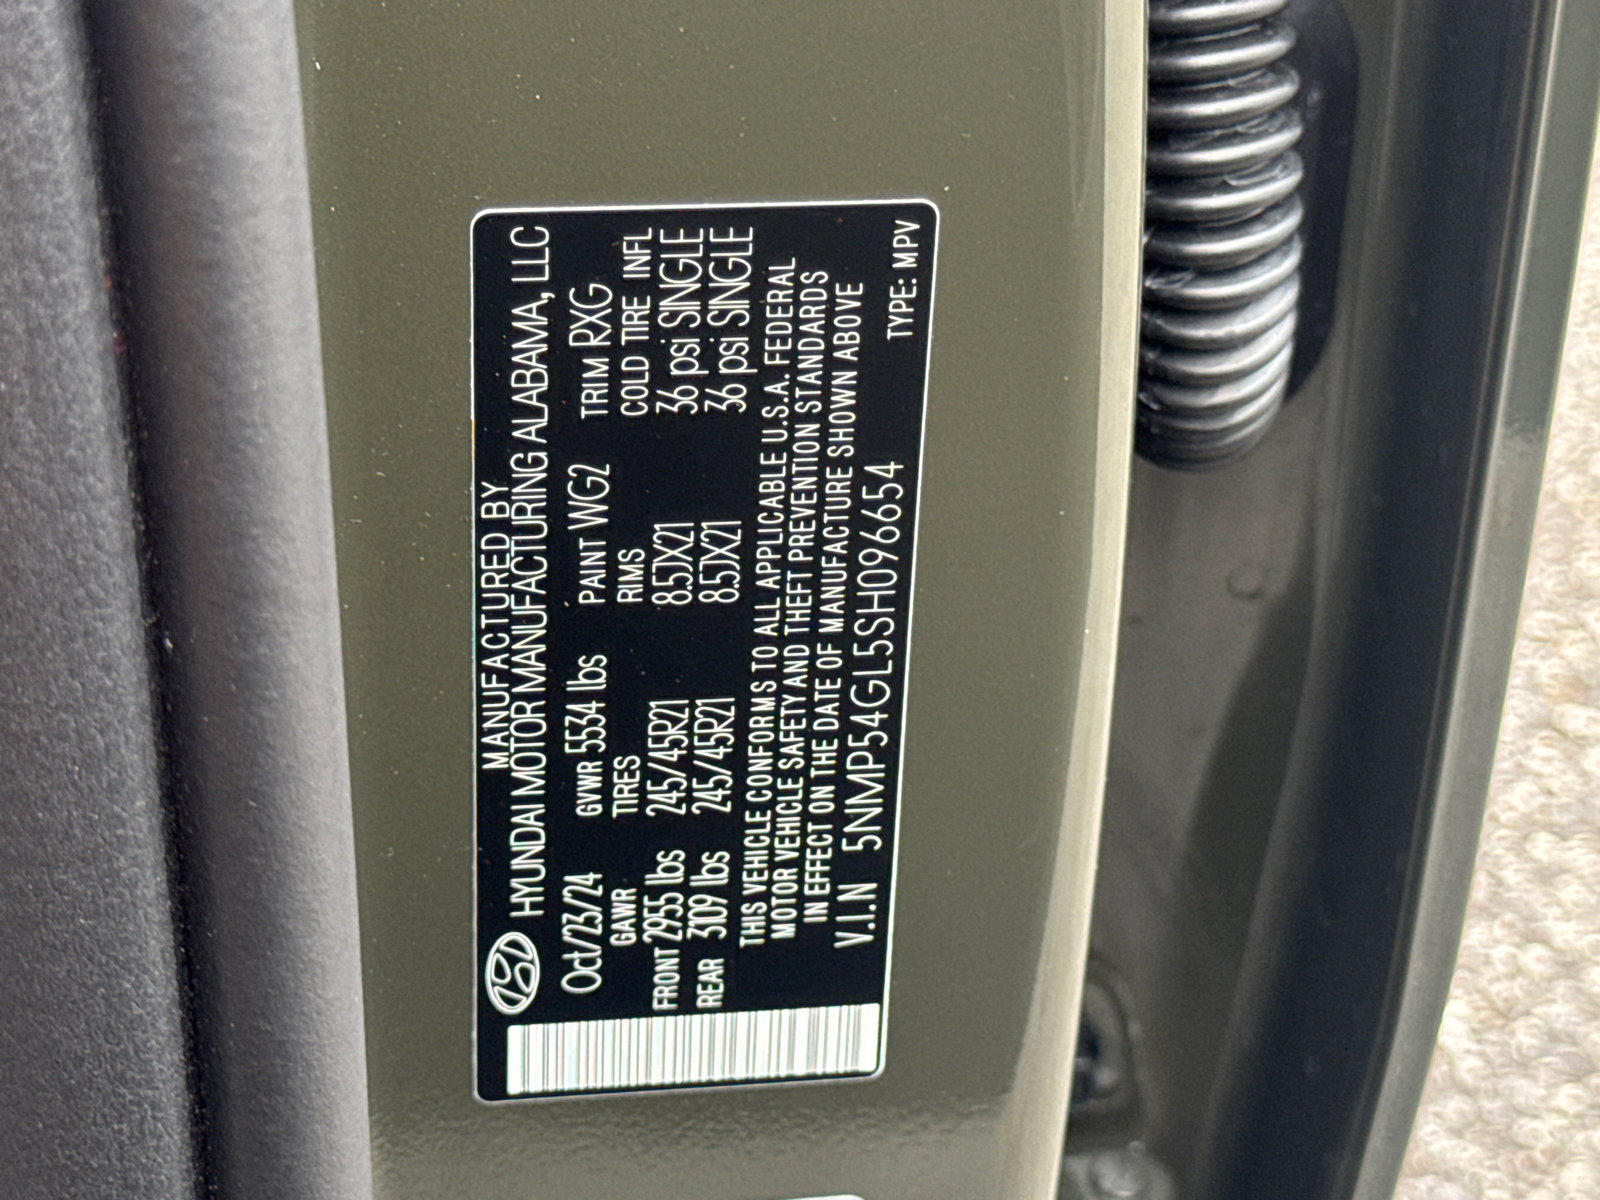 MANUFACTURED BY
HYUNDAI MOTOR MANUFACTURING ALABAMA, LLC
Oct/23/24 GVWR 5534 lbs PAINT WG2 TRIM RXG
GAWR TIRES RIMS COLD TIRE INFL
FRONT 2955 lbs 245/45R21 8.5JX21 36 psi SINGLE
REAR 3109 lbs 245/45R21 8.5JX21 36 psi SINGLE
THIS VEHICLE CONFORMS TO ALL APPLICABLE U.S.A. FEDERAL
MOTOR VEHICLE SAFETY AND THEFT PREVENTION STANDARDS
IN EFFECT ON THE DATE OF MANUFACTURE SHOWN ABOVE
V.I.N 5NMP54GL5SH096654 TYPE: MPV